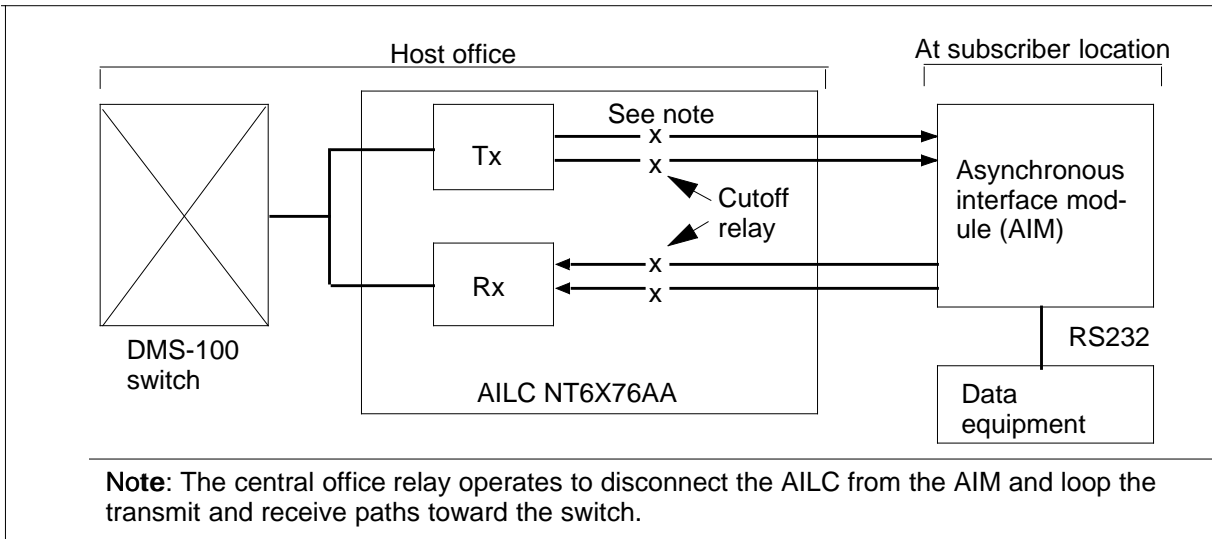 Host office
At subscriber location
See note
x
x
Tx
Cutoff
relay
Asynchronous
interface mod-
ule (AIM)
x
x
Rx
DMS-100
switch
RS232
AILC NT6X76AA
Data
equipment
Note: The central office relay operates to disconnect the AILC from the AIM and loop the
transmit and receive paths toward the switch.